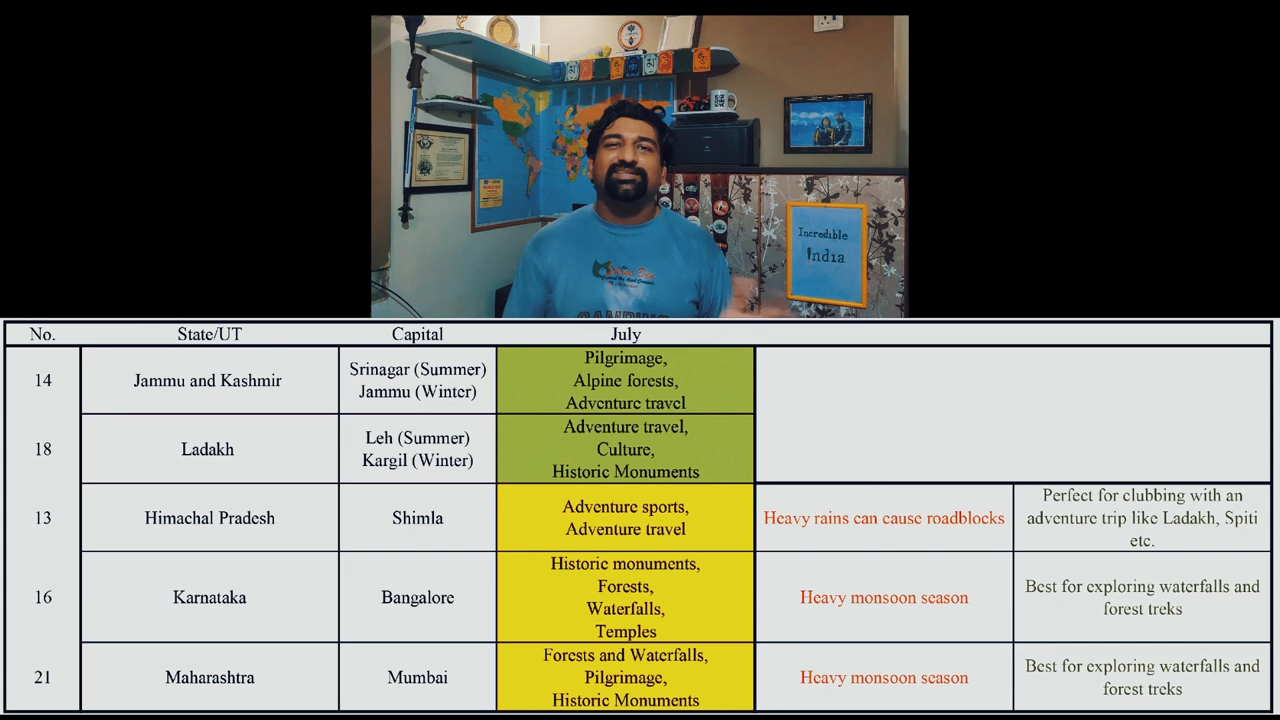 Incredible
India
CAMPING
No. State/UT Capital July
14 Jammu and Kashmir Srinagar (Summer) Jammu (Winter) Pilgrimage, Alpine forests, Adventure travel
18 Ladakh Leh (Summer) Kargil (Winter) Adventure travel, Culture, Historic Monuments
13 Himachal Pradesh Shimla Adventure sports, Adventure travel Heavy rains can cause roadblocks Perfect for clubbing with an adventure trip like Ladakh, Spiti etc.
16 Karnataka Bangalore Historic monuments, Forests, Waterfalls, Temples Heavy monsoon season Best for exploring waterfalls and forest treks
21 Maharashtra Mumbai Forests and Waterfalls, Pilgrimage, Historic Monuments Heavy monsoon season Best for exploring waterfalls and forest treks